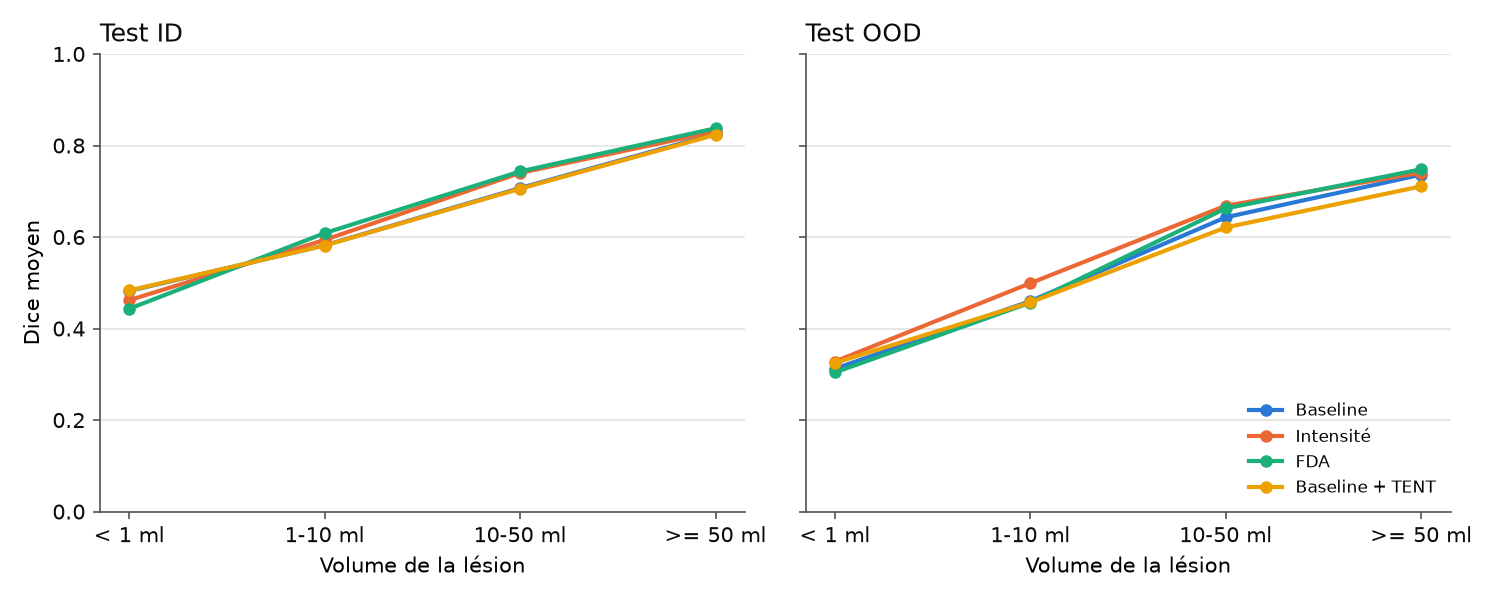 Test ID
Test OOD
Dice moyen
1.0
0.8
0.6
0.4
0.2
0.0
< 1 ml
1-10 ml
10-50 ml
>= 50 ml
Volume de la lésion
< 1 ml
1-10 ml
10-50 ml
>= 50 ml
Volume de la lésion
Baseline
Intensité
FDA
Baseline + TENT